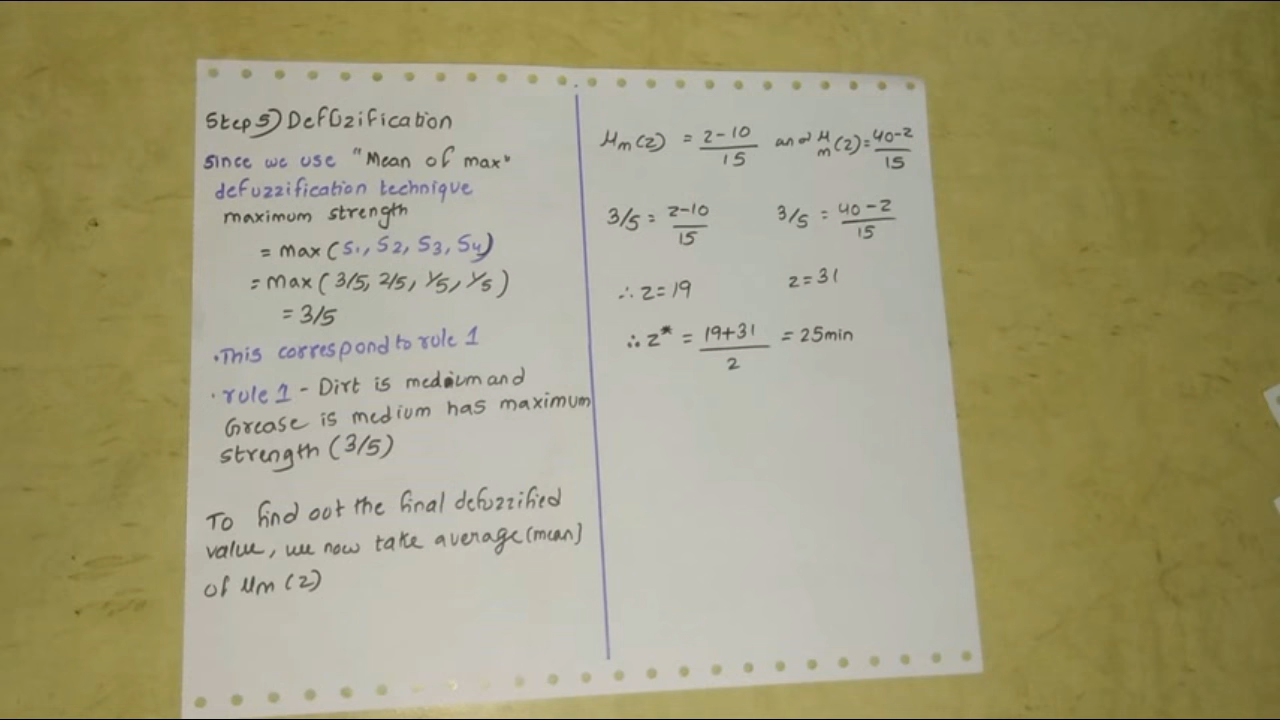 Step 5) Defuzification
Since we use "Mean of max"
defuzzification technique
maximum strength
= max (S1, S2, S3, S4)
= max (3/5, 2/5, 1/5, 1/5)
= 3/5
• This correspond to rule 1
• rule 1 - Dirt is medium and
Grease is medium has maximum
strength (3/5)
To find out the final defuzzified
value, we now take average (mean)
of μm (z)
μm(z) = z-10/15 and μm(z) = 40-z/15
3/5 = z-10/15 3/5 = 40-z/15
∴ z=19 z=31
∴ z* = 19+31/2 = 25min